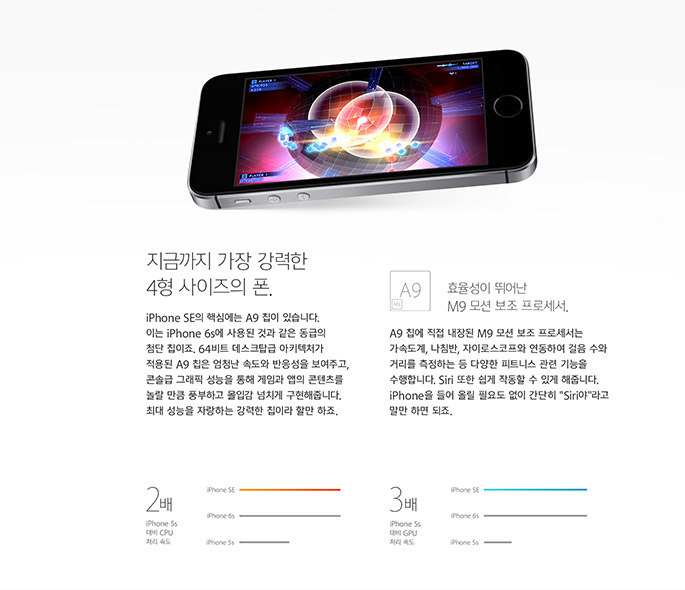 PLAYER 1
TARGET
PLAYER 1
지금까지 가장 강력한
4형 사이즈의 폰.
iPhone SE의 핵심에는 A9 칩이 있습니다.
이는 iPhone 6s에 사용된 것과 같은 동급의
첨단 칩이죠. 64비트 데스크탑급 아키텍처가
적용된 A9 칩은 엄청난 속도와 반응성을 보여주고,
콘솔급 그래픽 성능을 통해 게임과 앱의 콘텐츠를
놀랄 만큼 풍부하고 몰입감 넘치게 구현해줍니다.
최대 성능을 자랑하는 강력한 칩이라 할만 하죠.
A9
M9
효율성이 뛰어난
M9 모션 보조 프로세서.
A9 칩에 직접 내장된 M9 모션 보조 프로세서는
가속도계, 나침반, 자이로스코프와 연동하여 걸음 수와
거리를 측정하는 등 다양한 피트니스 관련 기능을
수행합니다. Siri 또한 쉽게 작동할 수 있게 해줍니다.
iPhone을 들어 올릴 필요도 없이 간단히 "Siri야"라고
말만 하면 되죠.
2배
iPhone 5s
대비 CPU
처리 속도
iPhone SE
iPhone 6s
iPhone 5s
3배
iPhone 5s
대비 GPU
처리 속도
iPhone SE
iPhone 6s
iPhone 5s